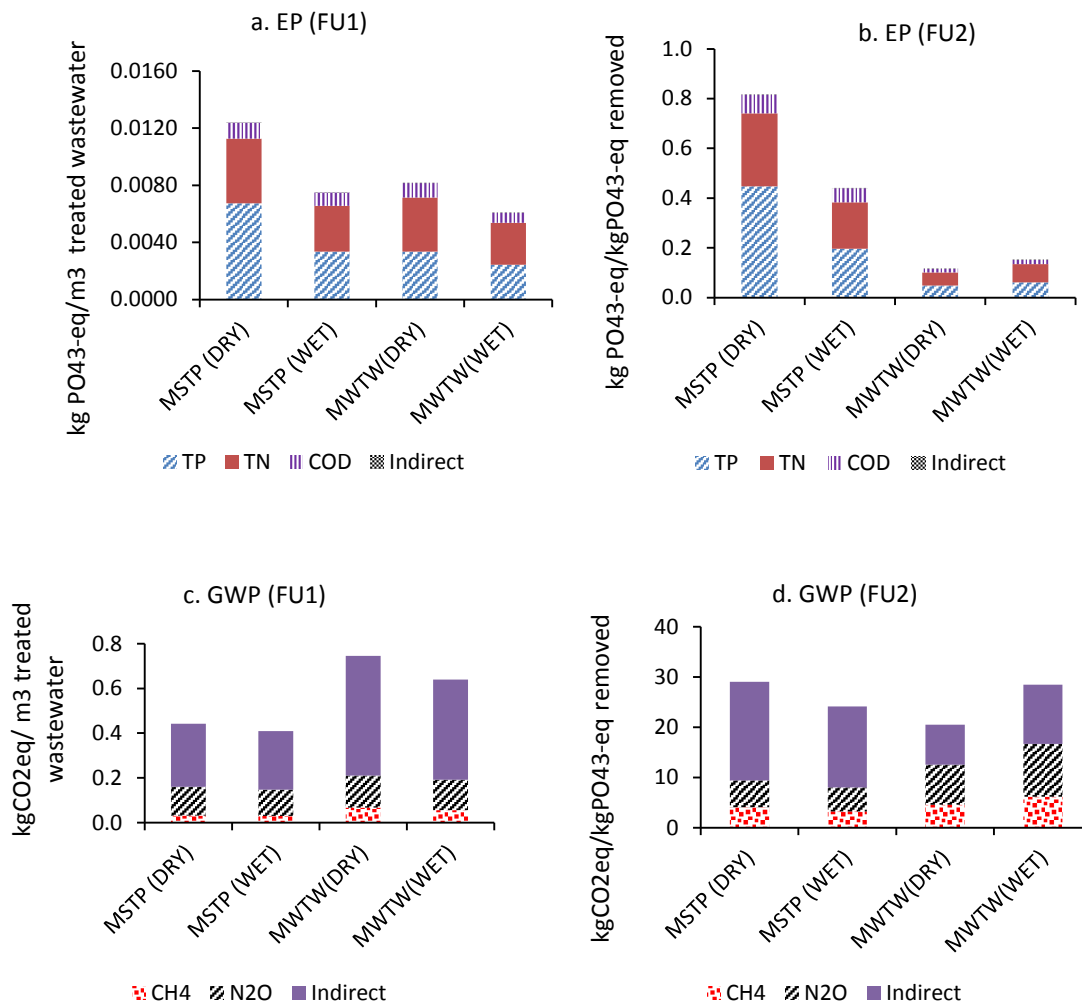 a. EP (FU1)
kg PO43-eq/m3 treated wastewater
0.0160
0.0120
0.0080
0.0040
0.0000
MSTP (DRY)
MSTP (WET)
MWTW(DRY)
MWTW(WET)
TP TN COD Indirect
b. EP (FU2)
kg PO43-eq/kgPO43-eq removed
1.0
0.8
0.6
0.4
0.2
0.0
MSTP (DRY)
MSTP (WET)
MWTW(DRY)
MWTW(WET)
TP TN COD Indirect
c. GWP (FU1)
kgCO2eq/ m3 treated
wastewater
0.8
0.6
0.4
0.2
0.0
MSTP (DRY)
MSTP (WET)
MWTW(DRY)
MWTW(WET)
CH4 N2O Indirect
d. GWP (FU2)
kgCO2eq/kgPO43-eq removed
40
30
20
10
0
MSTP (DRY)
MSTP (WET)
MWTW(DRY)
MWTW(WET)
CH4 N2O Indirect